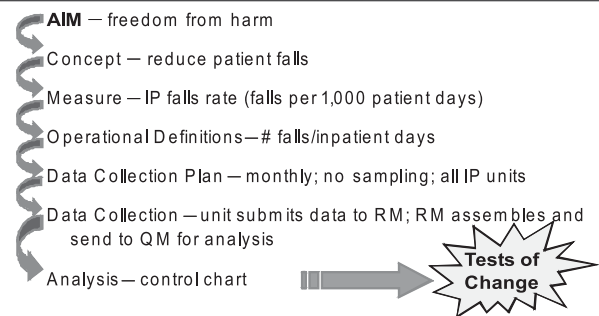 AIM — freedom from harm
Concept — reduce patient falls
Measure — IP falls rate (falls per 1,000 patient days)
Operational Definitions—# falls/inpatient days
Data Collection Plan — monthly; no sampling; all IP units
Data Collection —unit submits data to RM; RM assembles and
send to QM for analysis
Analysis— control chart
Tests of
Change